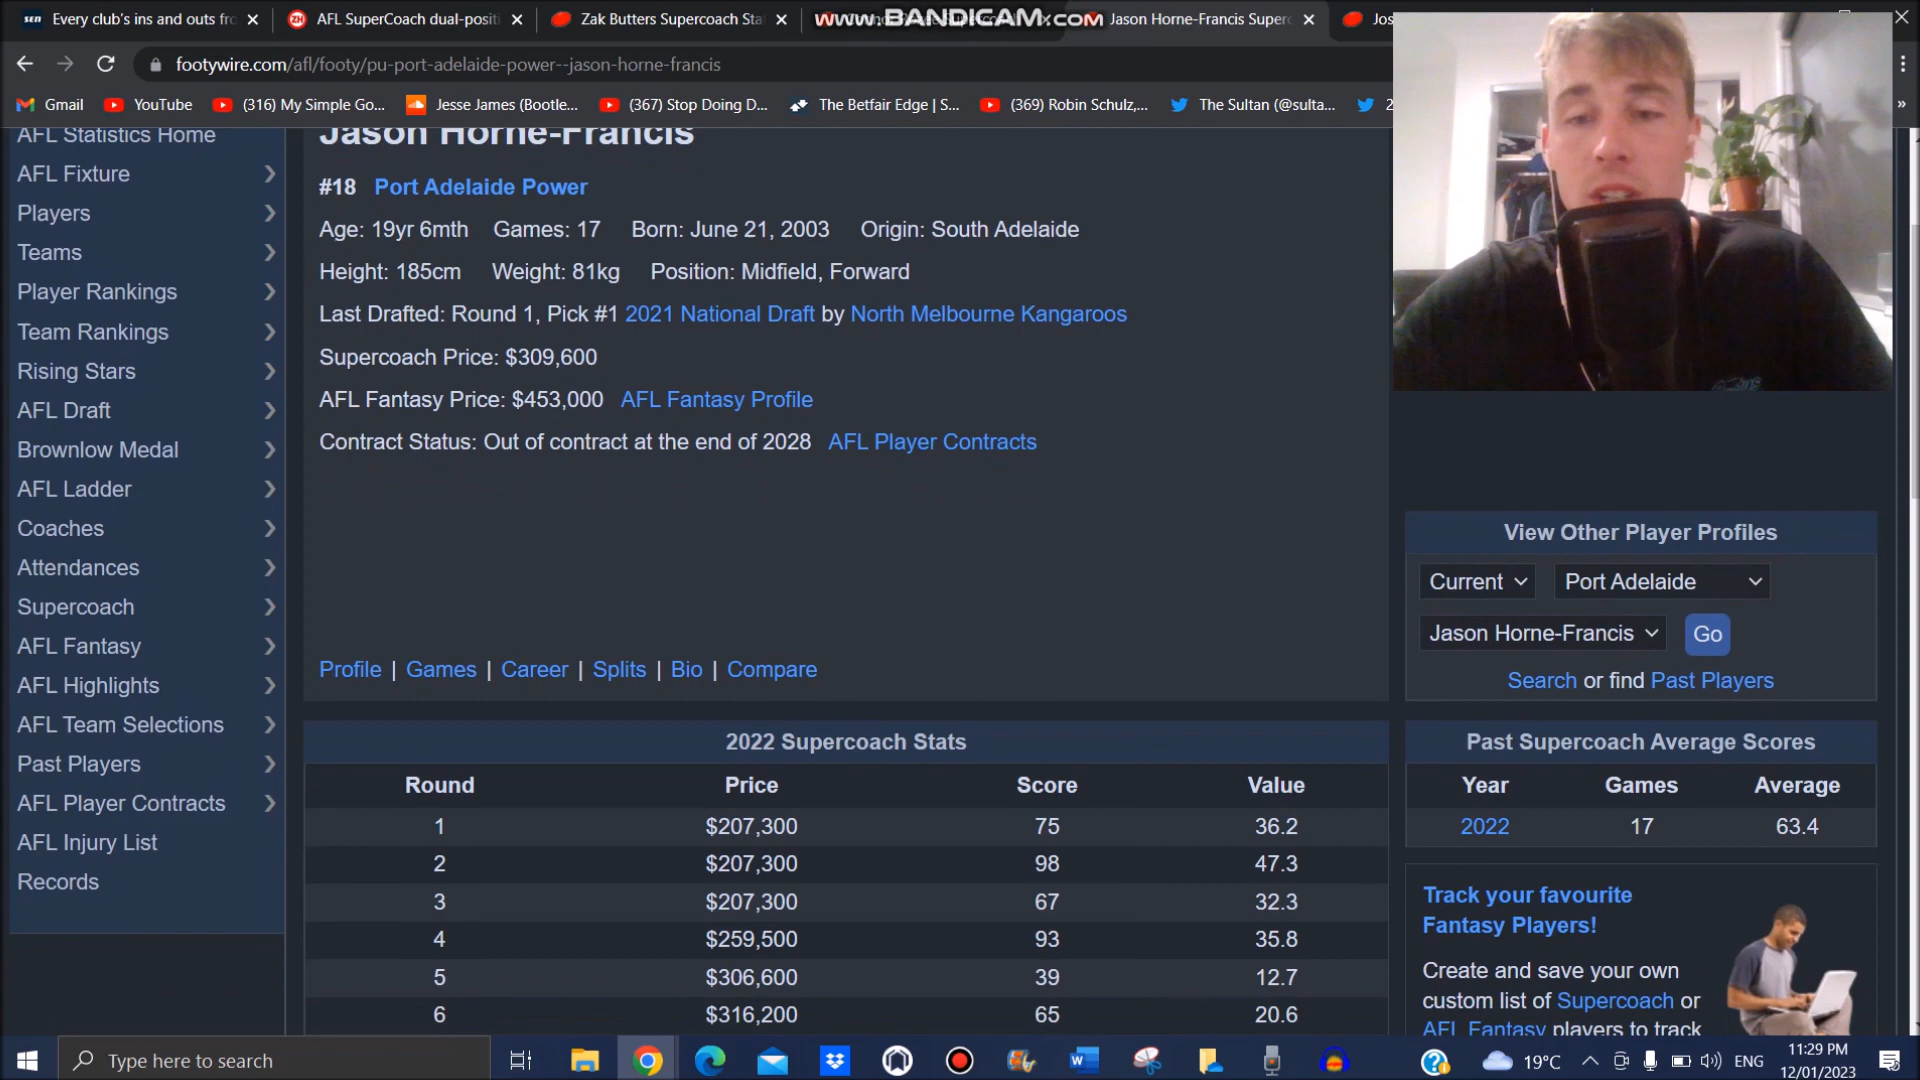 Every club's ins and outs fro
AFL SuperCoach dual-positi
Zak Butters Supercoach Sta
www.BANDICAM.com
Jason Horne-Francis Superc
Jos
footywire.com/afl/footy/pu-port-adelaide-power--jason-horne-francis
Gmail
YouTube
(316) My Simple Go...
Jesse James (Bootle...
(367) Stop Doing D...
The Betfair Edge | S...
(369) Robin Schulz,...
The Sultan (@sulta...
2
»
AFL Statistics Home
AFL Fixture
Players
Teams
Player Rankings
Team Rankings
Rising Stars
AFL Draft
Brownlow Medal
AFL Ladder
Coaches
Attendances
Supercoach
AFL Fantasy
AFL Highlights
AFL Team Selections
Past Players
AFL Player Contracts
AFL Injury List
Records
Jason Horne-Francis
#18 Port Adelaide Power
Age: 19yr 6mth Games: 17 Born: June 21, 2003 Origin: South Adelaide
Height: 185cm Weight: 81kg Position: Midfield, Forward
Last Drafted: Round 1, Pick #1 2021 National Draft by North Melbourne Kangaroos
Supercoach Price: $309,600
AFL Fantasy Price: $453,000 AFL Fantasy Profile
Contract Status: Out of contract at the end of 2028 AFL Player Contracts
Profile | Games | Career | Splits | Bio | Compare
2022 Supercoach Stats
Round Price Score Value
1 $207,300 75 36.2
2 $207,300 98 47.3
3 $207,300 67 32.3
4 $259,500 93 35.8
5 $306,600 39 12.7
6 $316,200 65 20.6
View Other Player Profiles
Current Port Adelaide
Jason Horne-Francis Go
Search or find Past Players
Past Supercoach Average Scores
Year Games Average
2022 17 63.4
Track your favourite
Fantasy Players!
Create and save your own
custom list of Supercoach or
AFL Fantasy players to track
Type here to search
19°C
ENG
11:29 PM
12/01/2023